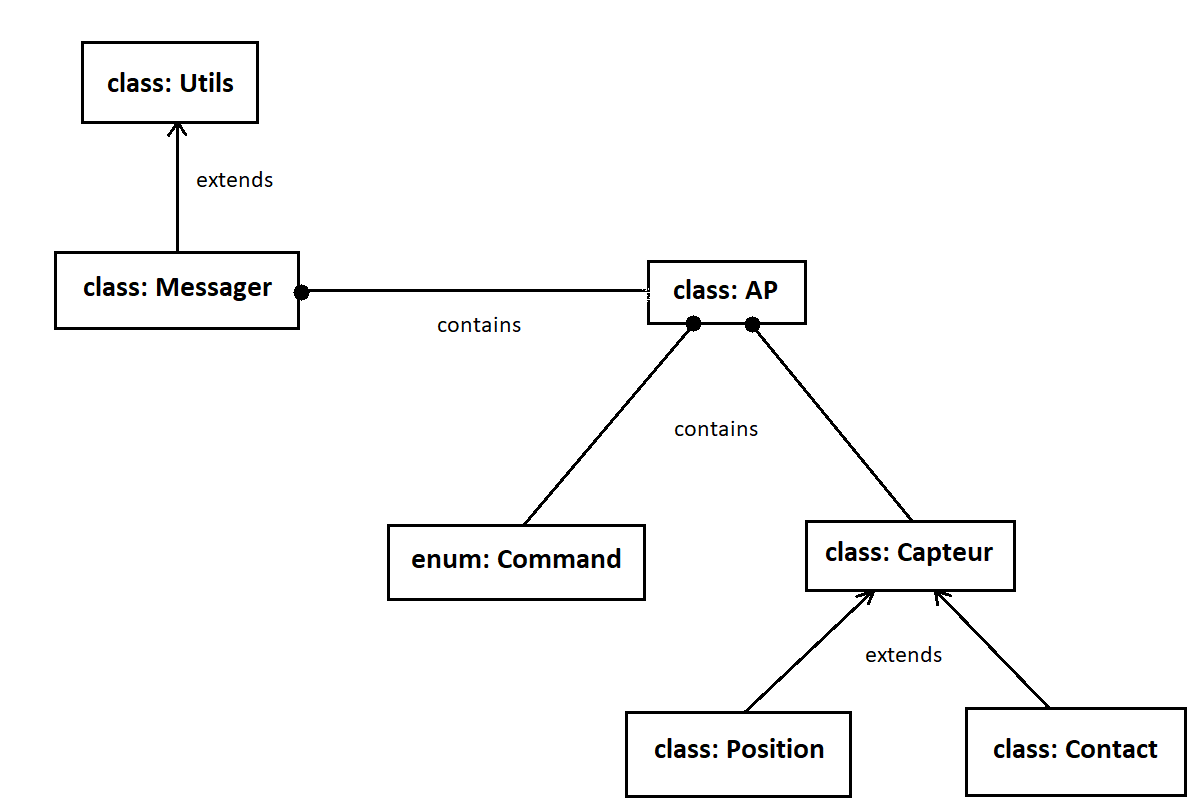 class: Utils
extends
class: Messager
class: AP
contains
contains
enum: Command
class: Capteur
extends
class: Position
class: Contact